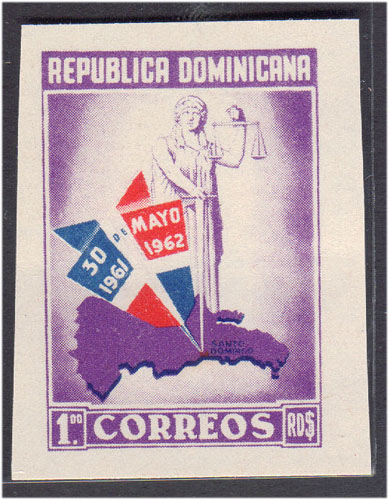 REPUBLICA DOMINICANA
30 DE MAYO
1961 1962
SANTO
DOMINGO
1.00 CORREOS RD$